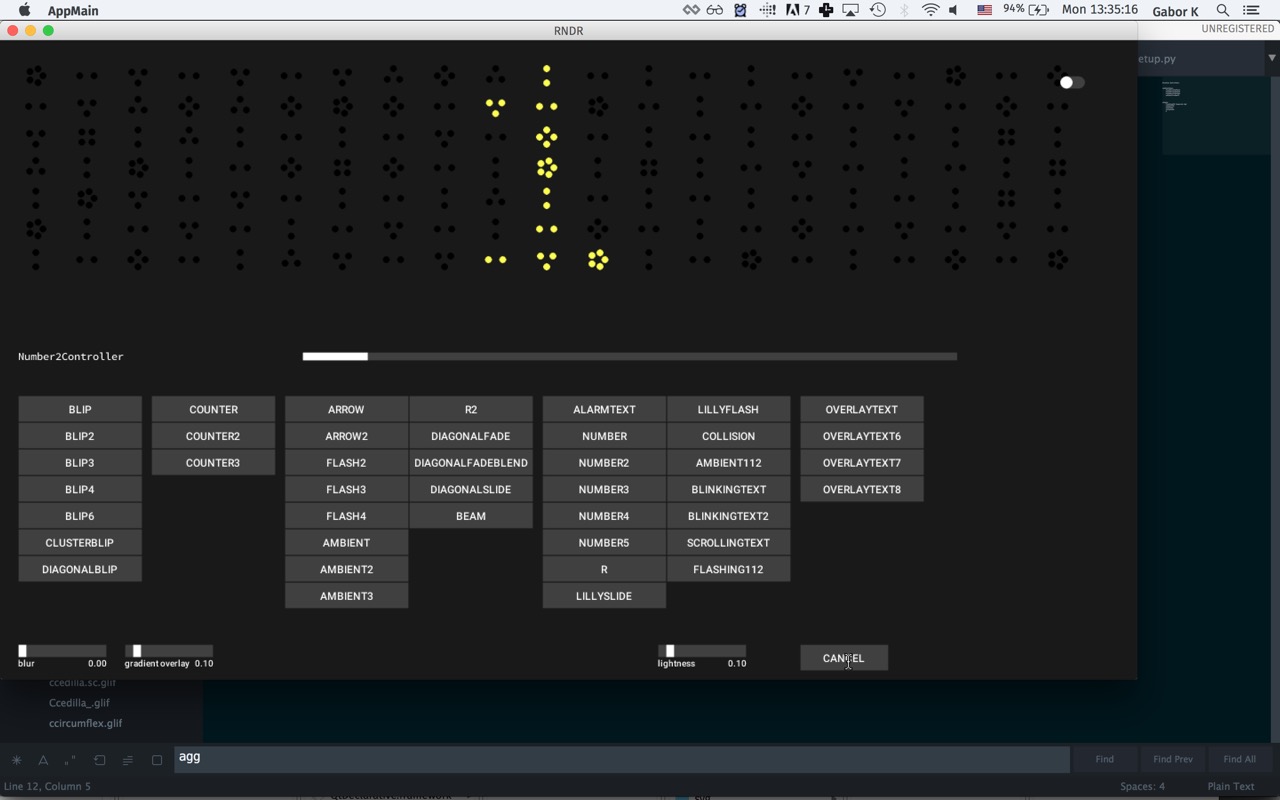 AppMain
7
94%
Mon 13:35:16
Gabor K
RNDR
UNREGISTERED
etup.py
Number2Controller
BLIP
BLIP2
BLIP3
BLIP4
BLIP6
CLUSTERBLIP
DIAGONALBLIP
COUNTER
COUNTER2
COUNTER3
ARROW
ARROW2
FLASH2
FLASH3
FLASH4
AMBIENT
AMBIENT2
AMBIENT3
R2
DIAGONALFADE
DIAGONALFADEBLEND
DIAGONALSLIDE
BEAM
ALARMTEXT
NUMBER
NUMBER2
NUMBER3
NUMBER4
NUMBER5
R
LILLYSLIDE
LILLYFLASH
COLLISION
AMBIENT112
BLINKINGTEXT
BLINKINGTEXT2
SCROLLINGTEXT
FLASHING112
OVERLAYTEXT
OVERLAYTEXT6
OVERLAYTEXT7
OVERLAYTEXT8
blur 0.00
gradient overlay 0.10
lightness 0.10
CANCEL
ccedilla.sc.glif
Ccedilla_.glif
ccircumflex.glif
agg
Find
Find Prev
Find All
Line 12, Column 5
Spaces: 4
Plain Text